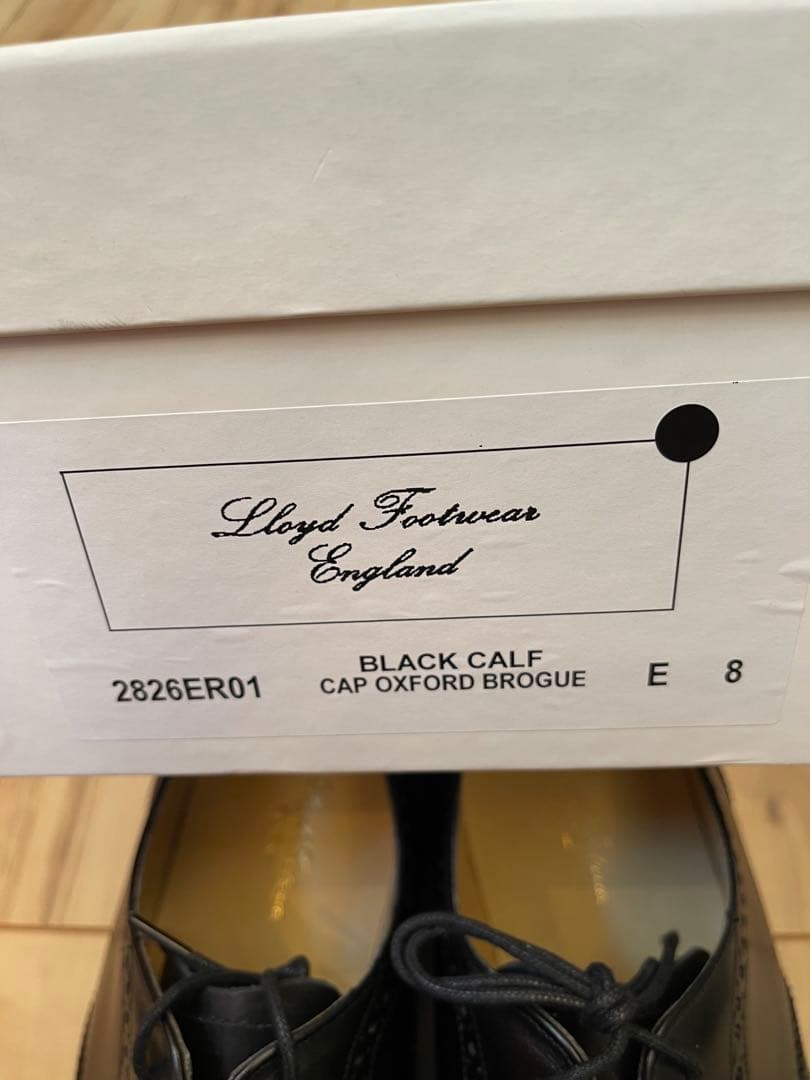 Lloyd Footwear
England
2826ER01 BLACK CALF CAP OXFORD BROGUE E 8